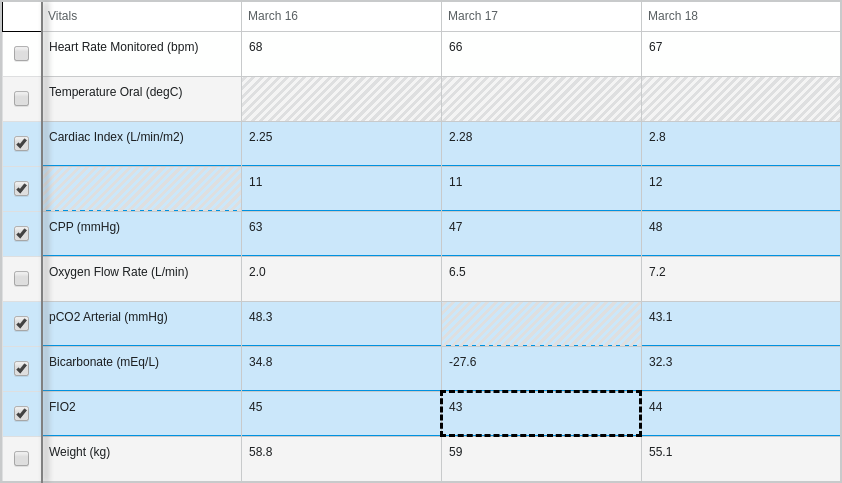 Vitals March 16 March 17 March 18
Heart Rate Monitored (bpm) 68 66 67
Temperature Oral (degC)
Cardiac Index (L/min/m2) 2.25 2.28 2.8
11 11 12
CPP (mmHg) 63 47 48
Oxygen Flow Rate (L/min) 2.0 6.5 7.2
pCO2 Arterial (mmHg) 48.3 43.1
Bicarbonate (mEq/L) 34.8 -27.6 32.3
FIO2 45 43 44
Weight (kg) 58.8 59 55.1